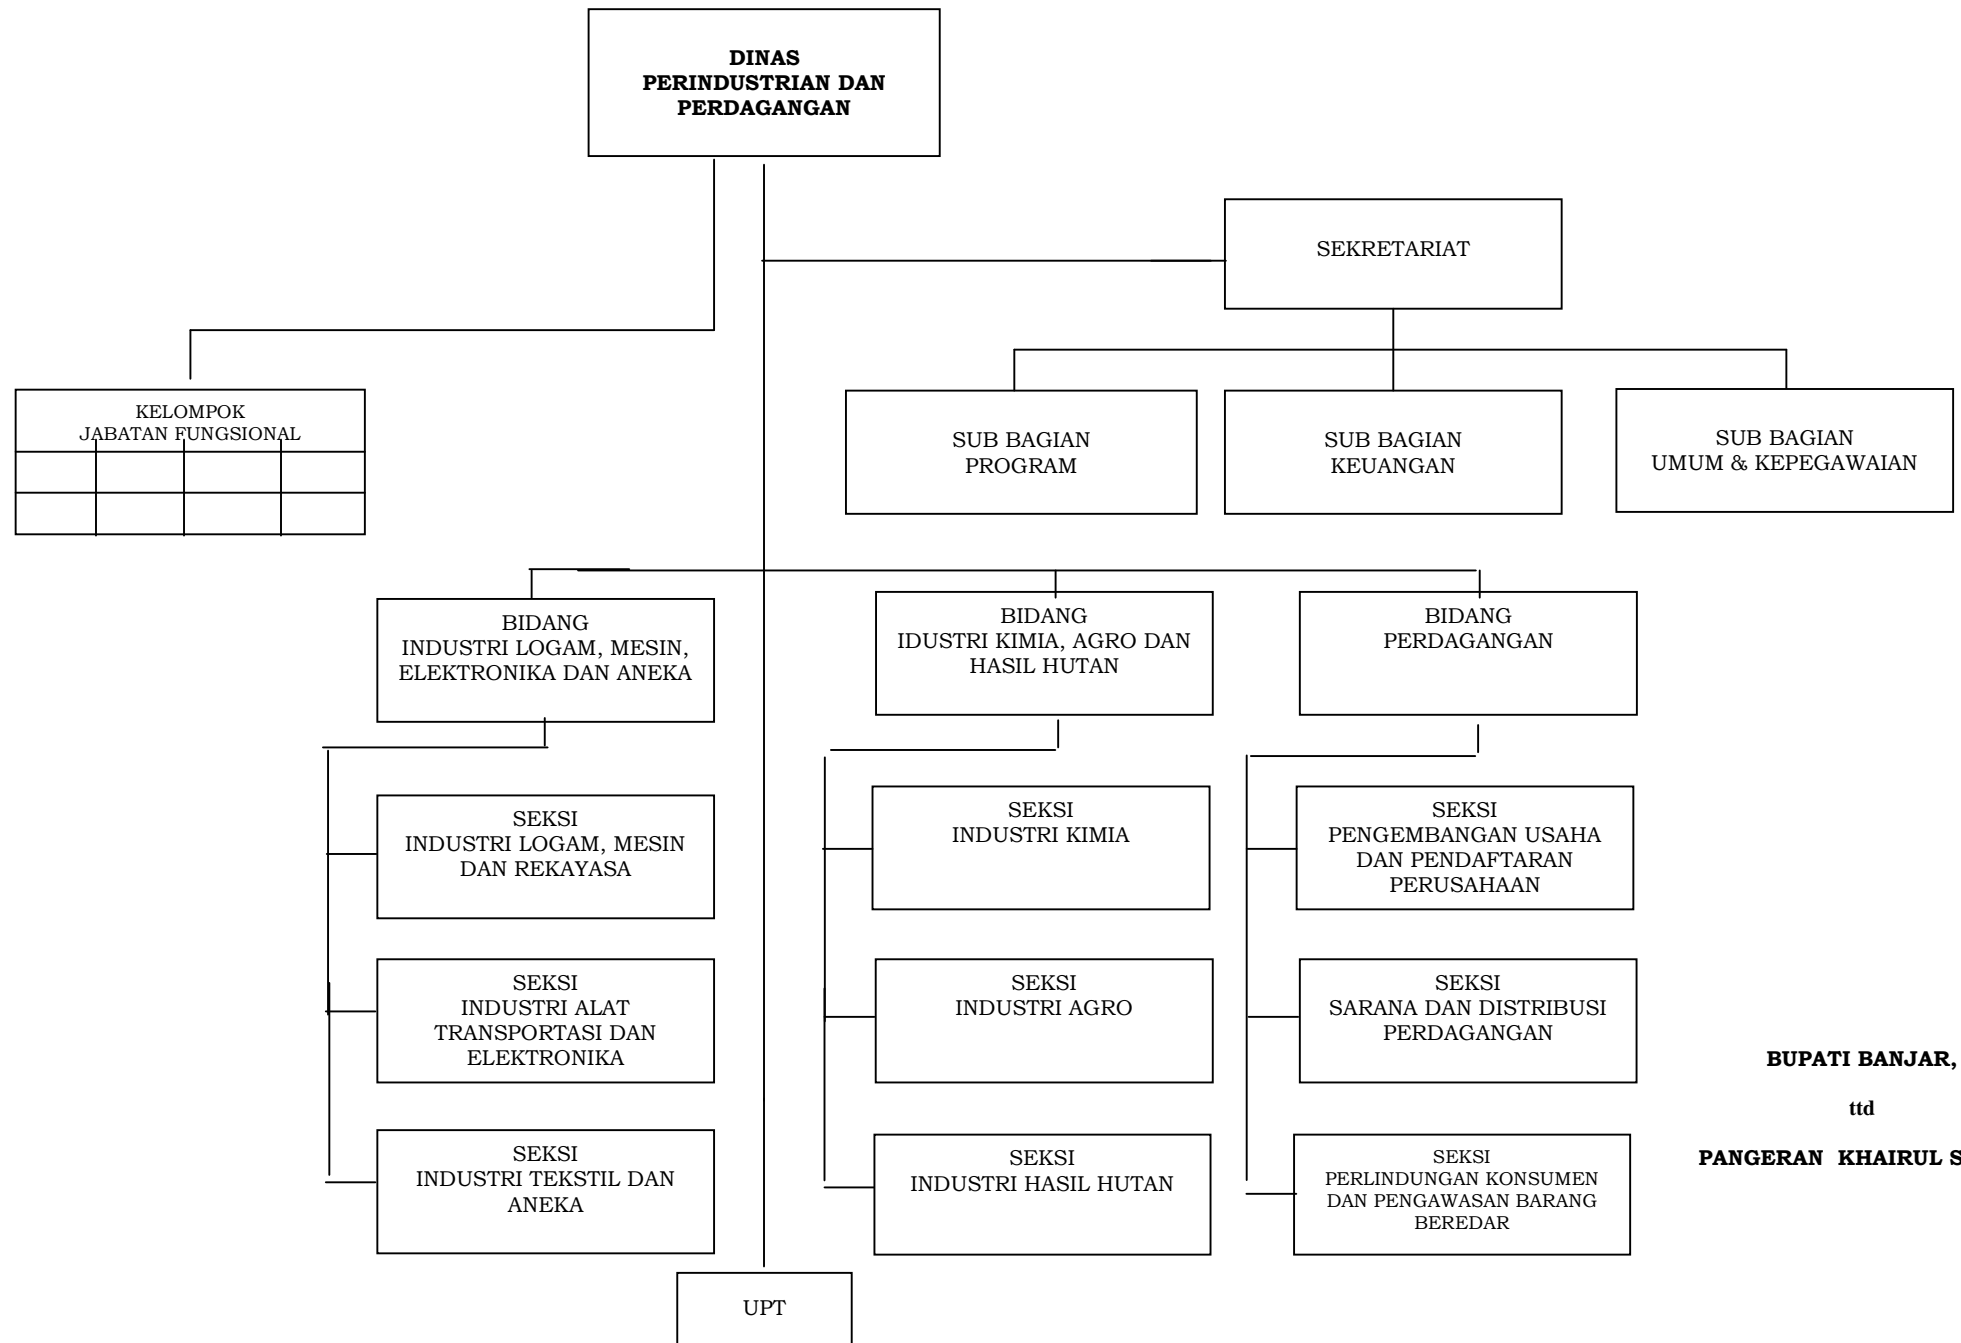 DINAS
PERINDUSTRIAN DAN
PERDAGANGAN
SEKRETARIAT
KELOMPOK
JABATAN FUNGSIONAL
SUB BAGIAN
PROGRAM
SUB BAGIAN
KEUANGAN
SUB BAGIAN
UMUM & KEPEGAWAIAN
BIDANG
INDUSTRI LOGAM, MESIN,
ELEKTRONIKA DAN ANEKA
BIDANG
IDUSTRI KIMIA, AGRO DAN
HASIL HUTAN
BIDANG
PERDAGANGAN
SEKSI
INDUSTRI LOGAM, MESIN
DAN REKAYASA
SEKSI
INDUSTRI KIMIA
SEKSI
PENGEMBANGAN USAHA
DAN PENDAFTARAN
PERUSAHAAN
SEKSI
INDUSTRI ALAT
TRANSPORTASI DAN
ELEKTRONIKA
SEKSI
INDUSTRI AGRO
SEKSI
SARANA DAN DISTRIBUSI
PERDAGANGAN
SEKSI
INDUSTRI TEKSTIL DAN
ANEKA
SEKSI
INDUSTRI HASIL HUTAN
SEKSI
PERLINDUNGAN KONSUMEN
DAN PENGAWASAN BARANG
BEREDAR
UPT
BUPATI BANJAR,
ttd
PANGERAN KHAIRUL S